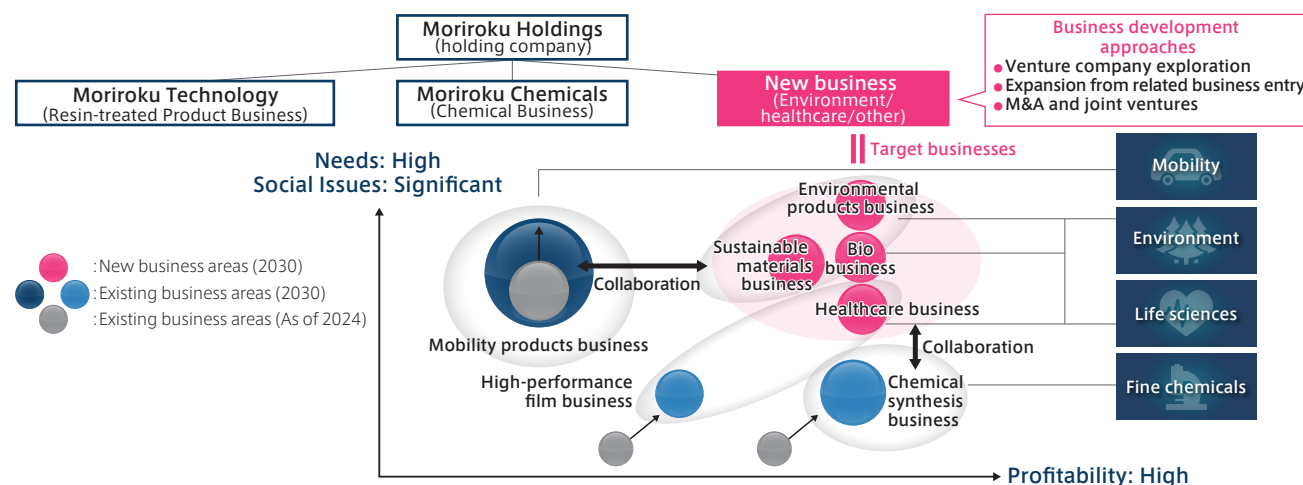 Moriroku Holdings
(holding company)
Moriroku Technology
(Resin-treated Product Business)
Moriroku Chemicals
(Chemical Business)
New business
(Environment/
healthcare/other)
Business development
approaches
● Venture company exploration
● Expansion from related business entry
● M&A and joint ventures
Target businesses
Needs: High
Social Issues: Significant
:New business areas (2030)
:Existing business areas (2030)
:Existing business areas (As of 2024)
Mobility products business
Collaboration
Environmental
products business
Sustainable
materials
business
Bio
business
Healthcare business
Collaboration
High-performance
film business
Chemical
synthesis
business
Mobility
Environment
Life sciences
Fine chemicals
Profitability: High